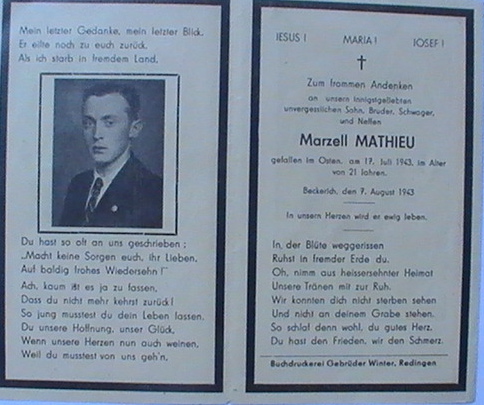 Mein letzter Gedanke, mein letzter Blick,
Er eilte noch zu euch zurück,
Als ich starb in fremdem Land.
Du hast so oft an uns geschrieben ;
„Macht keine Sorgen euch, ihr Lieben,
Auf baldig frohes Wiedersehn !"
Ach, kaum ist es ja zu fassen,
Dass du nicht mehr kehrst zurück !
So jung musstest du dein Leben lassen,
Du unsere Hoffnung, unser Glück,
Wenn unsere Herzen nun auch weinen,
Weil du musstest von uns geh'n.
IESUS !
MARIA !
IOSEF !
Zum frommen Andenken
an unsern innigstgeliebten
unvergesslichen Sohn, Bruder, Schwager,
und Neffen
Marzell MATHIEU
gefallen im Osten, am 17. Juli 1943, im Alter
von 21 Iahren.
Beckerich, den 7. August 1943
In unsern Herzen wird er ewig leben.
In, der Blüte weggerissen
Ruhst in fremder Erde du.
Oh, nimm aus heissersehnter Heimat
Unsere Tränen mit zur Ruh.
Wir konnten dich nicht sterben sehen
Und nicht an deinem Grabe stehen.
So schlaf denn wohl, du gutes Herz,
Du hast den Frieden, wir den Schmerz.
Buchdruckerei Gebrüder Winter, Redingen